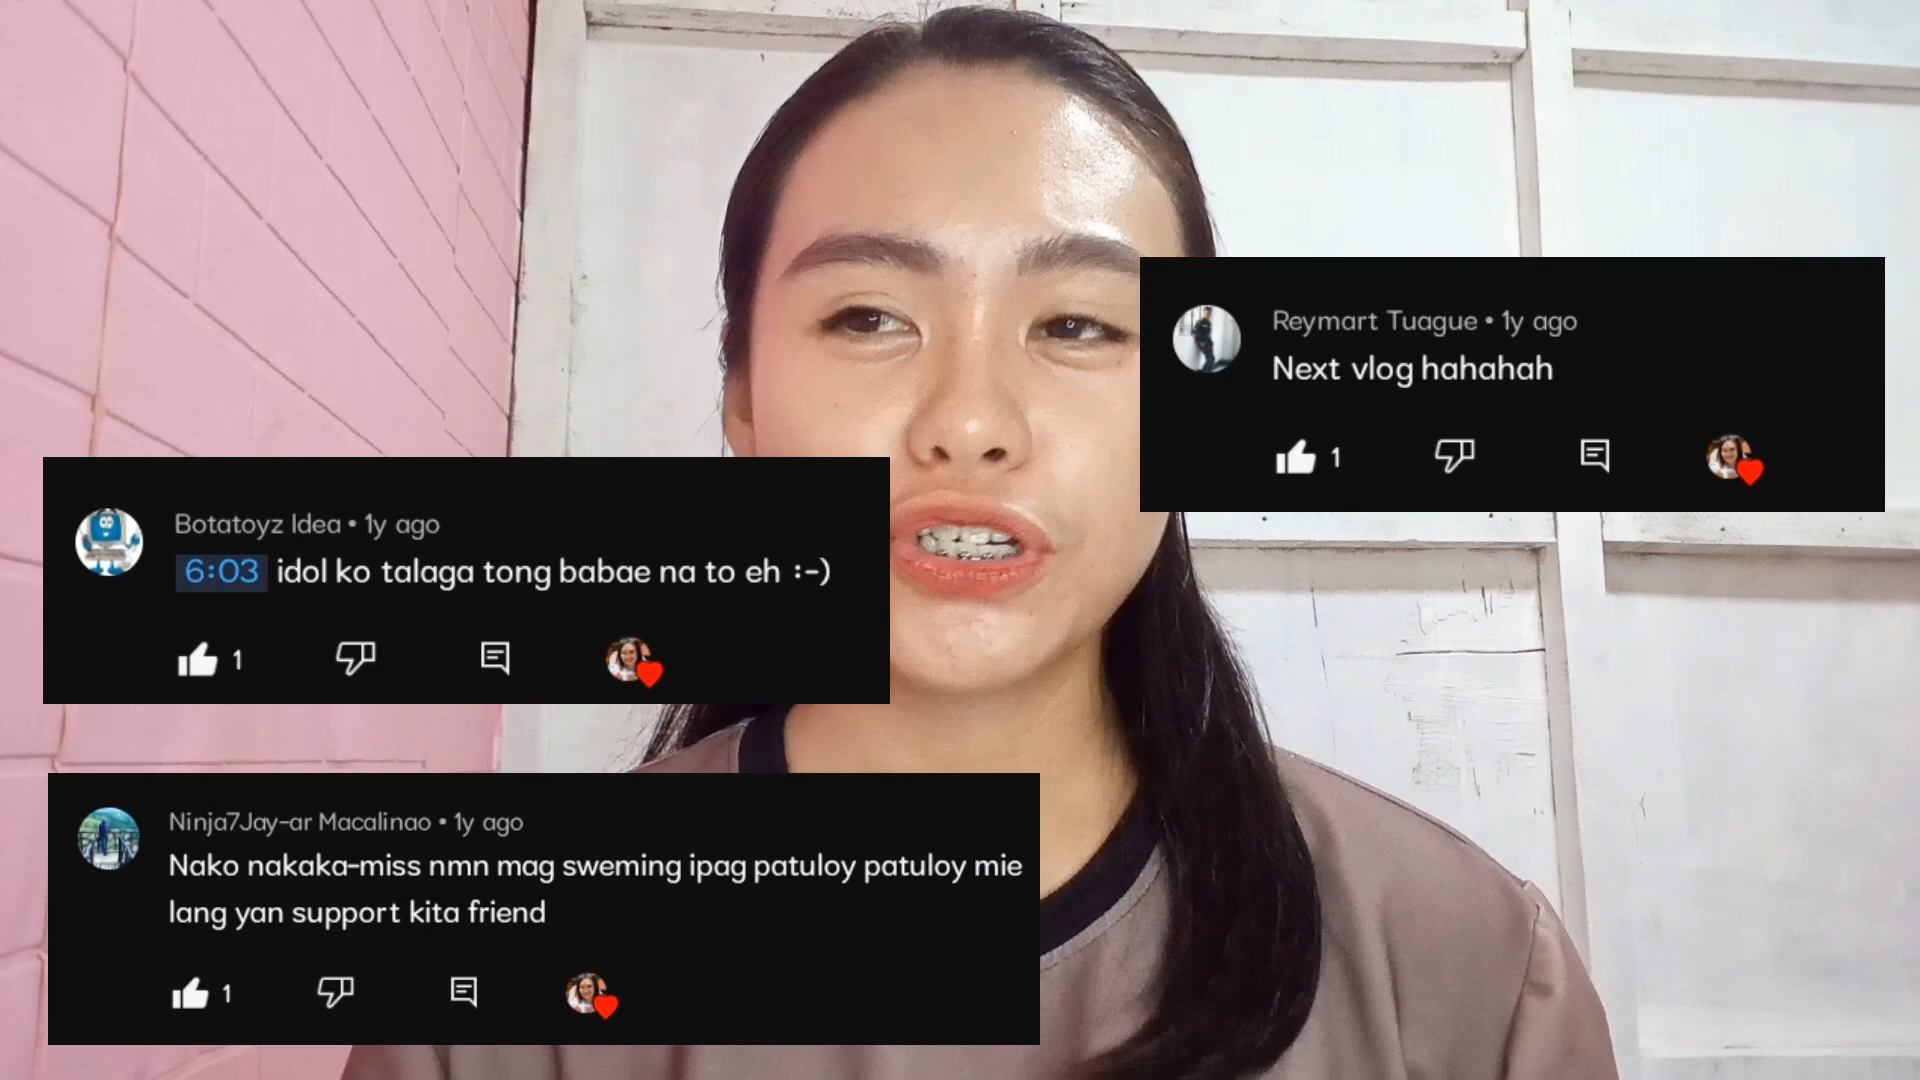 Reymart Tuague • 1y ago
Next vlog hahahah
1
Botatoyz Idea • 1y ago
6:03 idol ko talaga tong babae na to eh :-)
1
Ninja7Jay-ar Macalinao • 1y ago
Nako nakaka-miss nmn mag sweming ipag patuloy patuloy mie
lang yan support kita friend
1